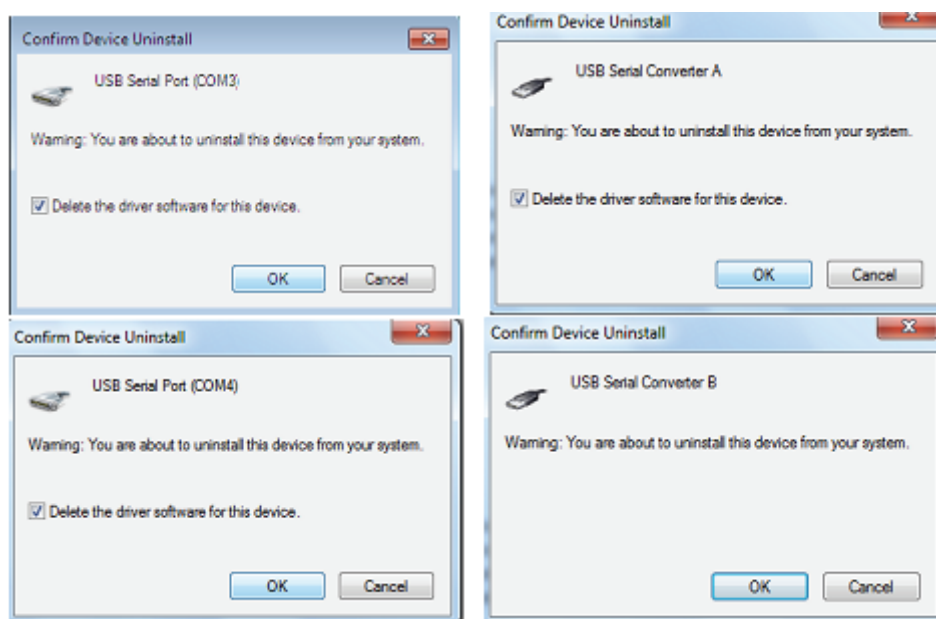 Confirm Device Uninstall
USB Serial Port (COM3)
Warning: You are about to uninstall this device from your system.
Delete the driver software for this device.
OK
Cancel
Confirm Device Uninstall
USB Serial Converter A
Warning: You are about to uninstall this device from your system.
Delete the driver software for this device.
OK
Cancel
Confirm Device Uninstall
USB Serial Port (COM4)
Warning: You are about to uninstall this device from your system.
Delete the driver software for this device.
OK
Cancel
Confirm Device Uninstall
USB Serial Converter B
Warning: You are about to uninstall this device from your system.
OK
Cancel